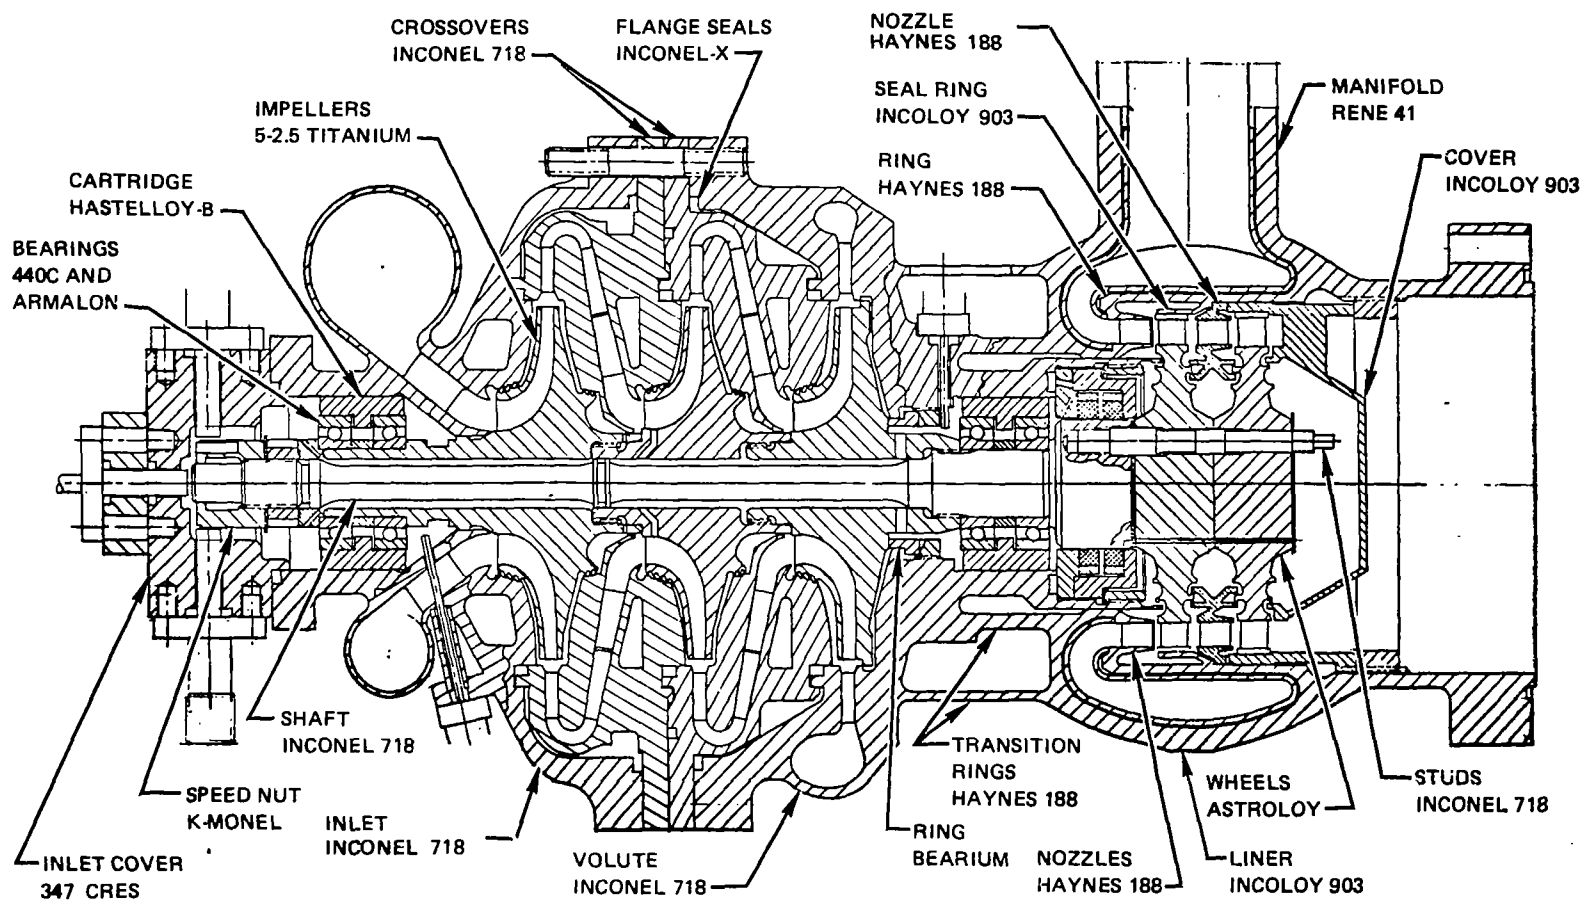 CROSSOVERS
INCONEL 718
FLANGE SEALS
INCONEL-X
NOZZLE
HAYNES 188
SEAL RING
INCOLOY 903
MANIFOLD
RENE 41
IMPELLERS
5-2.5 TITANIUM
RING
HAYNES 188
COVER
INCOLOY 903
CARTRIDGE
HASTELLOY-B
BEARINGS
440C AND
ARMALON
SHAFT
INCONEL 718
SPEED NUT
K-MONEL
INLET COVER
347 CRES
INLET
INCONEL 718
VOLUTE
INCONEL 718
TRANSITION
RINGS
HAYNES 188
RING
BEARIUM
NOZZLES
HAYNES 188
WHEELS
ASTROLOY
LINER
INCOLOY 903
STUDS
INCONEL 718